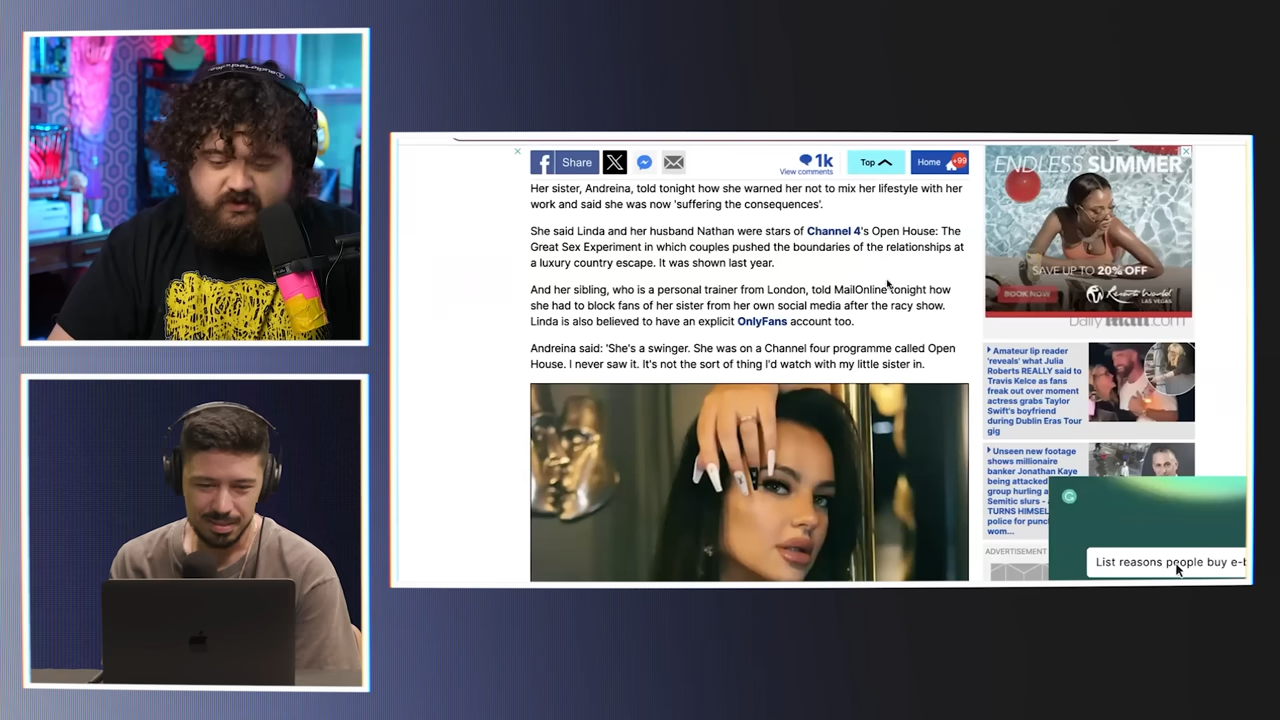 Share
1k
View comments
Top
Home
+99
Her sister, Andreina, told tonight how she warned her not to mix her lifestyle with her
work and said she was now 'suffering the consequences'.
She said Linda and her husband Nathan were stars of Channel 4's Open House: The
Great Sex Experiment in which couples pushed the boundaries of the relationships at
a luxury country escape. It was shown last year.
And her sibling, who is a personal trainer from London, told MailOnline tonight how
she had to block fans of her sister from her own social media after the racy show.
Linda is also believed to have an explicit OnlyFans account too.
Andreina said: 'She's a swinger. She was on a Channel four programme called Open
House. I never saw it. It's not the sort of thing I'd watch with my little sister in.
ENDLESS SUMMER
SAVE UP TO 20% OFF
BOOK NOW
Resorts World
LAS VEGAS
Daily Mail.com
Amateur lip reader
'reveals' what Julia
Roberts REALLY said to
Travis Kelce as fans
freak out over moment
actress grabs Taylor
Swift's boyfriend
during Dublin Eras Tour
gig
Unseen new footage
shows millionaire
banker Jonathan Kaye
being attacked
group hurling a
Semitic slurs -
TURNS HIMSEL
police for punc
wom...
ADVERTISEMENT
List reasons people buy e-b